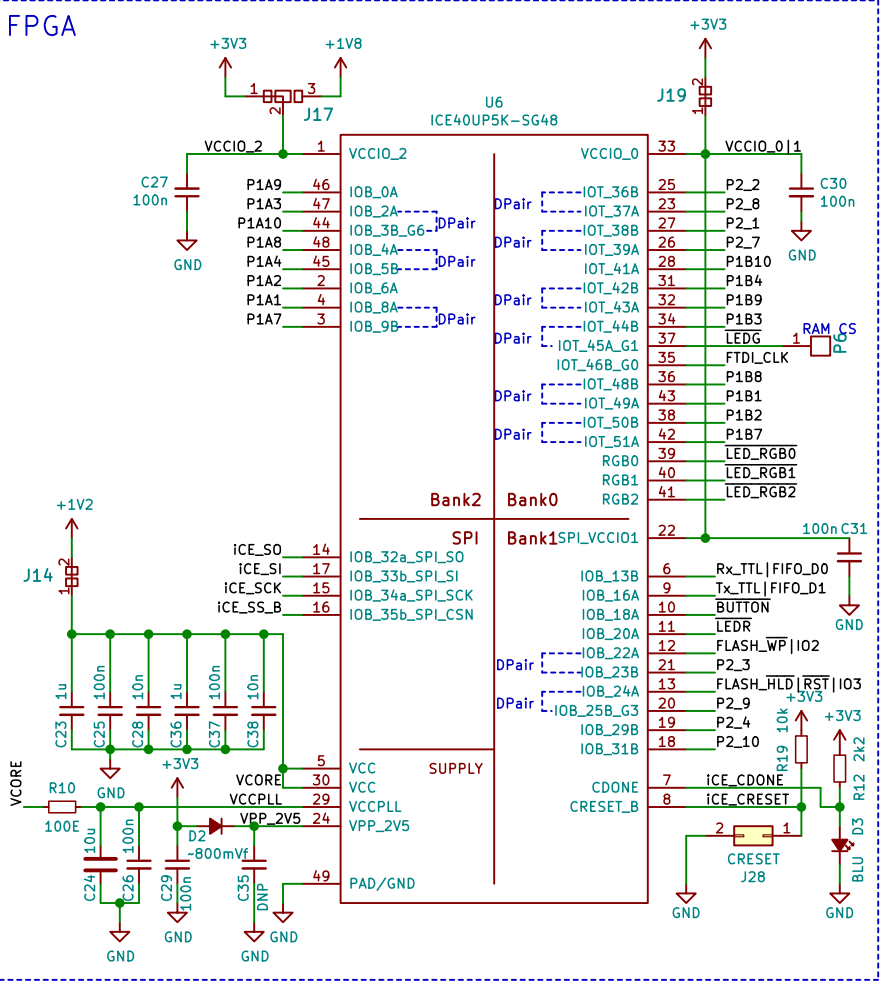 FPGA
+3V3
+1V8
+3V3
1
3
2
J17
J19
2
1
U6
ICE40UP5K-SG48
VCCIO_2
1
VCCIO_2
VCCIO_0
33
VCCIO_0|1
C27
100n
GND
C30
100n
GND
P1A9
46
IOB_0A
P1A3
47
IOB_2A
P1A10
44
IOB_3B_G6
DPair
P1A8
48
IOB_4A
P1A4
45
IOB_5B
DPair
P1A2
2
IOB_6A
P1A1
4
IOB_8A
P1A7
3
IOB_9B
DPair
IOT_36B
25
P2_2
DPair
IOT_37A
23
P2_8
IOT_38B
27
P2_1
DPair
IOT_39A
26
P2_7
IOT_41A
28
P1B10
IOT_42B
31
P1B4
DPair
IOT_43A
32
P1B9
IOT_44B
34
P1B3
DPair
IOT_45A_G1
37
LEDG
1
RAM_CS
P6
IOT_46B_G0
35
FTDI_CLK
IOT_48B
36
P1B8
DPair
IOT_49A
43
P1B1
IOT_50B
38
P1B2
DPair
IOT_51A
42
P1B7
RGB0
39
LED_RGB0
RGB1
40
LED_RGB1
RGB2
41
LED_RGB2
Bank2
Bank0
SPI
Bank1
SPI_VCCIO1
22
100n
C31
GND
iCE_SO
14
IOB_32a_SPI_SO
iCE_SI
17
IOB_33b_SPI_SI
iCE_SCK
15
IOB_34a_SPI_SCK
iCE_SS_B
16
IOB_35b_SPI_CSN
IOB_13B
6
Rx_TTL|FIFO_D0
IOB_16A
9
Tx_TTL|FIFO_D1
IOB_18A
10
BUTTON
IOB_20A
11
LEDR
IOB_22A
12
FLASH_WP|IO2
DPair
IOB_23B
21
P2_3
IOB_24A
13
FLASH_HLD|RST|IO3
DPair
IOB_25B_G3
20
P2_9
IOB_29B
19
P2_4
IOB_31B
18
P2_10
+1V2
J14
2
1
C23
1u
C25
100n
C28
10n
C36
1u
C37
100n
C38
10n
GND
+3V3
VCORE
R10
100E
VCORE
VCCPLL
VPP_2V5
5
VCC
30
VCC
29
VCCPLL
24
VPP_2V5
49
PAD/GND
SUPPLY
D2
~800mVf
C24
10u
C26
100n
C29
100n
C35
DNP
GND
GND
GND
GND
CDONE
7
iCE_CDONE
CRESET_B
8
iCE_CRESET
+3V3
R19
10k
+3V3
R12
2k2
2
1
CRESET
J28
D3
BLU
GND
GND